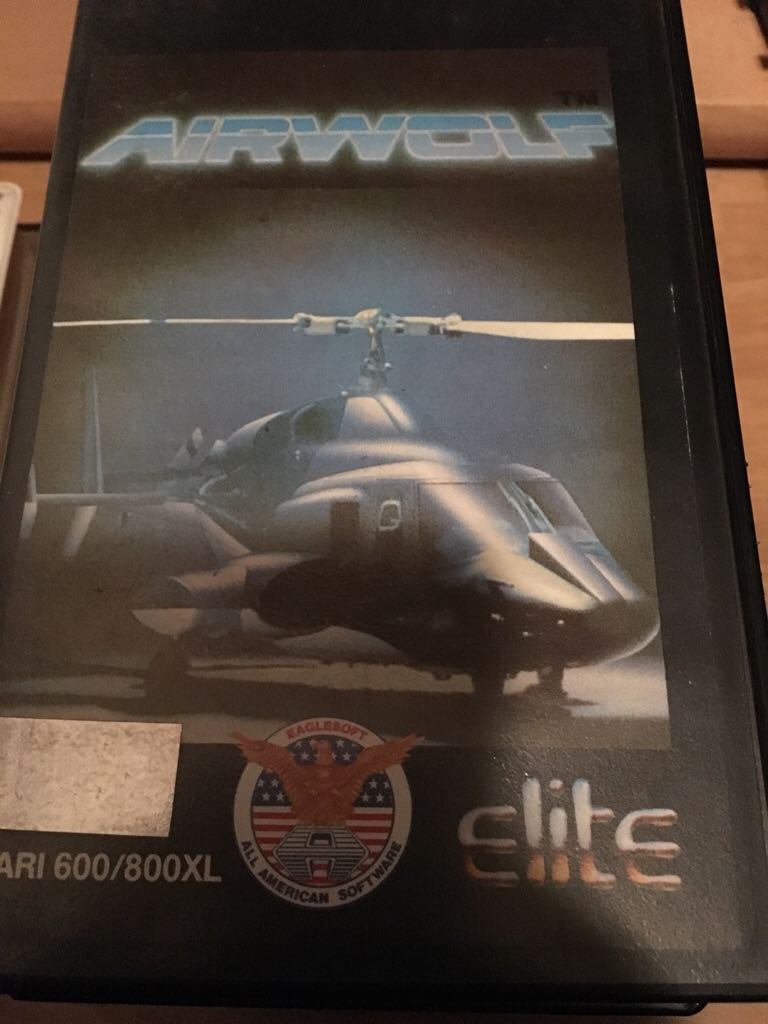 TM
AIRWOLF
EAGLESOFT
ALL AMERICAN SOFTWARE
ARI 600/800XL
elite